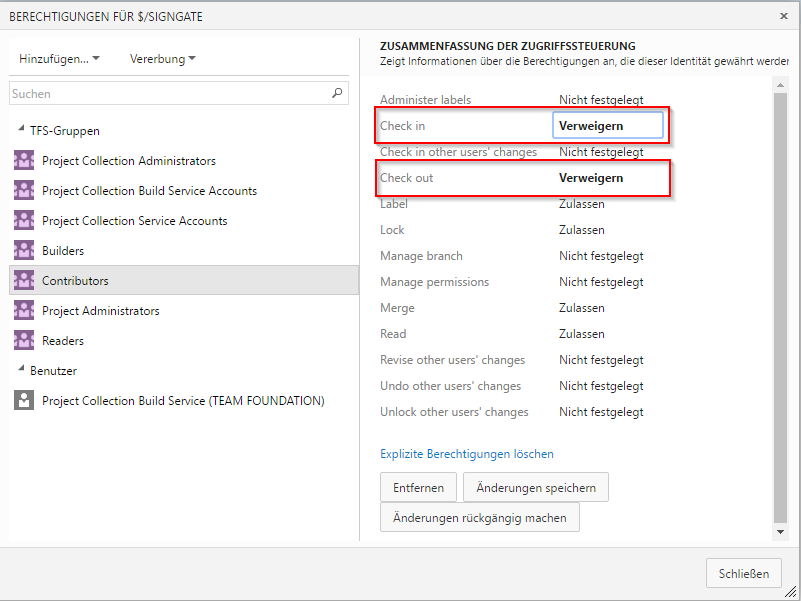 BERECHTIGUNGEN FÜR $/SIGNGATE
Hinzufügen...
Vererbung
Suchen
TFS-Gruppen
Project Collection Administrators
Project Collection Build Service Accounts
Project Collection Service Accounts
Builders
Contributors
Project Administrators
Readers
Benutzer
Project Collection Build Service (TEAM FOUNDATION)
ZUSAMMENFASSUNG DER ZUGRIFFSSTEUERUNG
Zeigt Informationen über die Berechtigungen an, die dieser Identität gewährt werden
Administer labels Nicht festgelegt
Check in Verweigern
Check in other users' changes Nicht festgelegt
Check out Verweigern
Label Zulassen
Lock Zulassen
Manage branch Nicht festgelegt
Manage permissions Nicht festgelegt
Merge Zulassen
Read Zulassen
Revise other users' changes Nicht festgelegt
Undo other users' changes Nicht festgelegt
Unlock other users' changes Nicht festgelegt
Explizite Berechtigungen löschen
Entfernen
Änderungen speichern
Änderungen rückgängig machen
Schließen